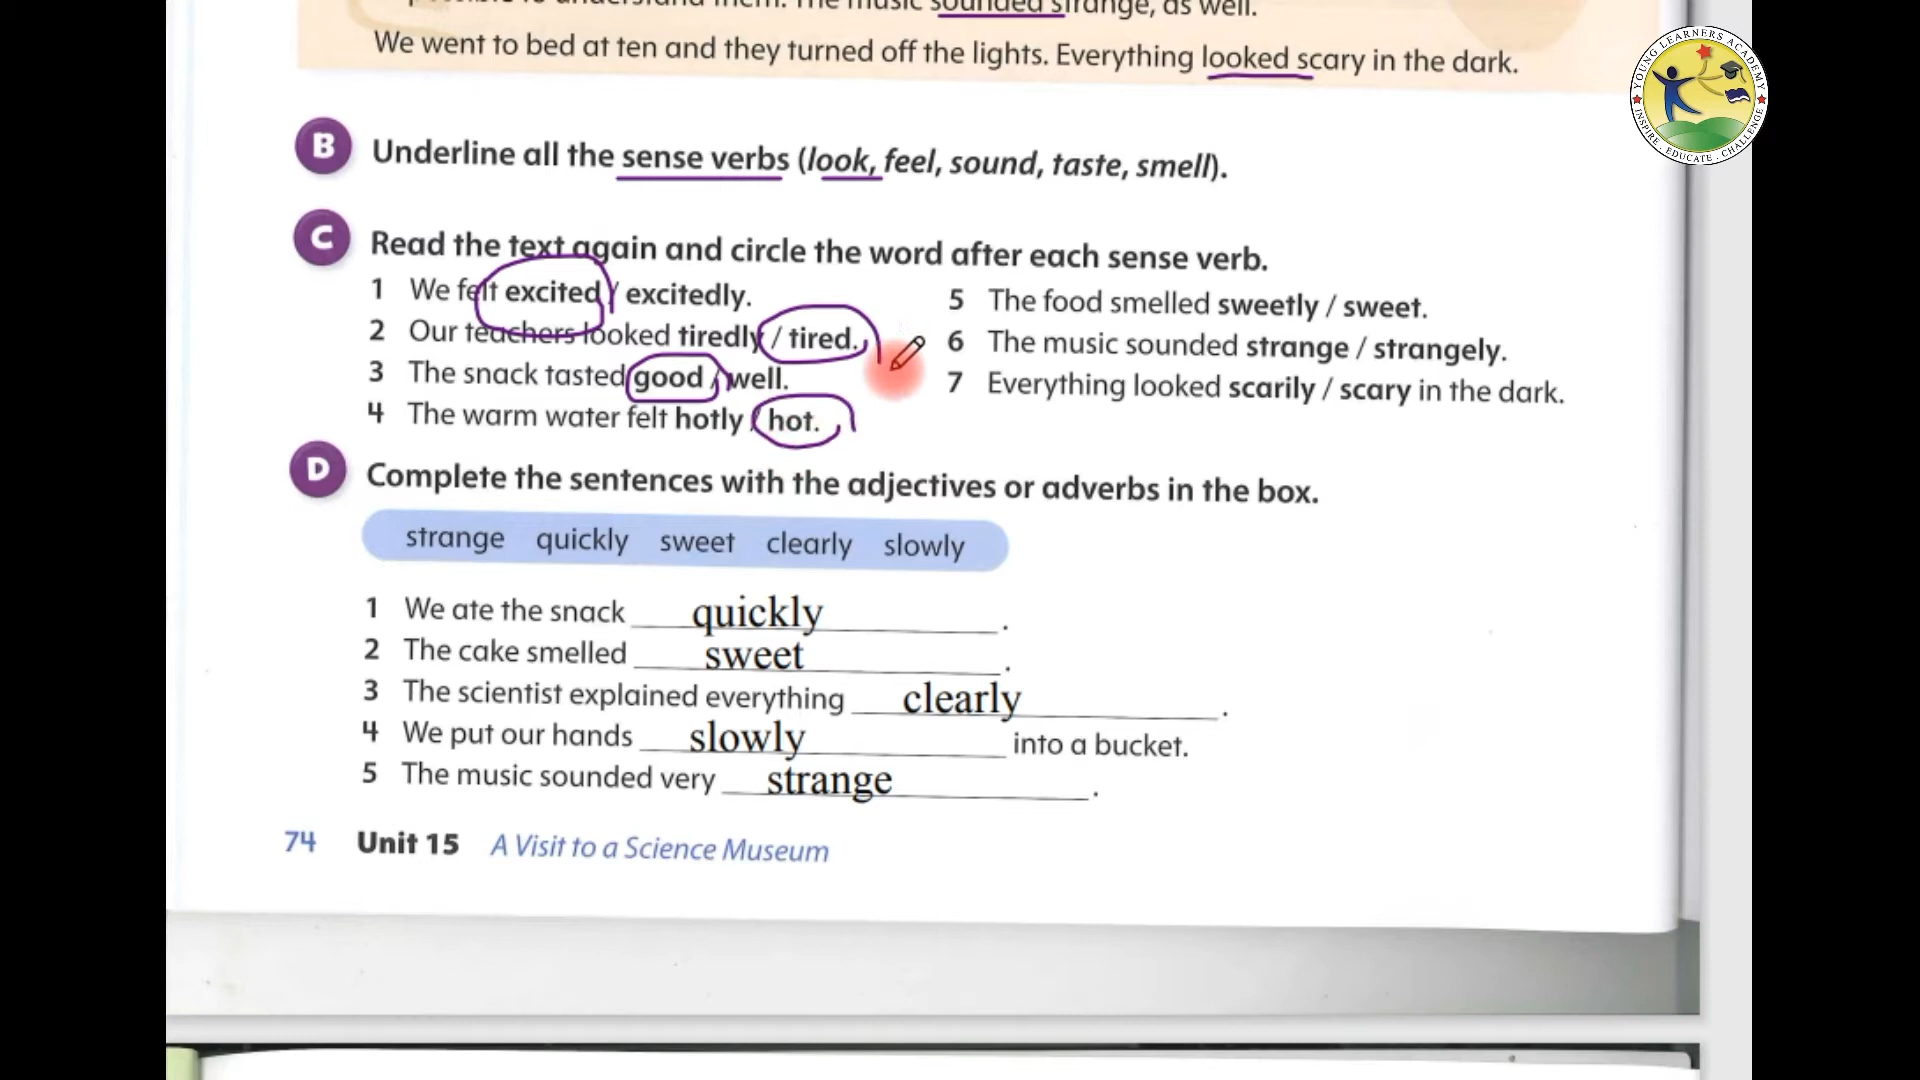 The music sounded strange, as well.
We went to bed at ten and they turned off the lights. Everything looked scary in the dark.
YOUNG LEARNERS ACADEMY
INSPIRE . EDUCATE . CHALLENGE
B Underline all the sense verbs (look, feel, sound, taste, smell).
C Read the text again and circle the word after each sense verb.
1 We felt excited / excitedly.
2 Our teachers looked tiredly / tired.
3 The snack tasted good / well.
4 The warm water felt hotly / hot.
5 The food smelled sweetly / sweet.
6 The music sounded strange / strangely.
7 Everything looked scarily / scary in the dark.
D Complete the sentences with the adjectives or adverbs in the box.
strange quickly sweet clearly slowly
1 We ate the snack quickly .
2 The cake smelled sweet .
3 The scientist explained everything clearly .
4 We put our hands slowly into a bucket.
5 The music sounded very strange .
74 Unit 15 A Visit to a Science Museum